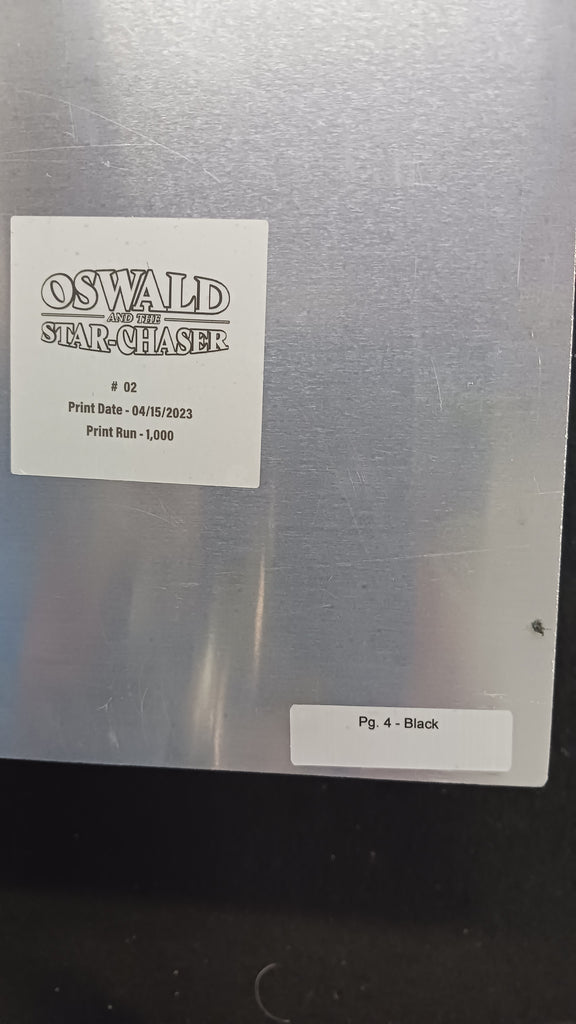 OSWALD
AND THE
STAR-CHASER
# 02
Print Date - 04/15/2023
Print Run - 1,000
Pg. 4 - Black